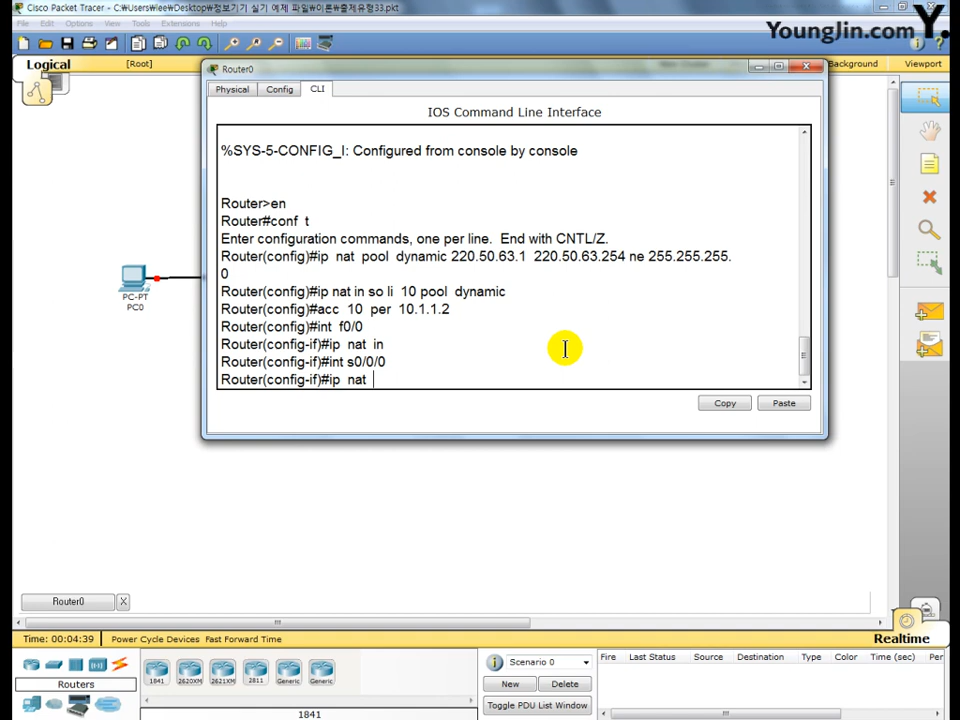 Cisco Packet Tracer - C:\Users\lee\Desktop\정보기기 실기 예제 파일\이론\출제유형33.pkt
File Edit Options View Tools Extensions Help
YoungJin.com Y.
Logical [Root] Background Viewport
Router0
Physical Config CLI
IOS Command Line Interface
%SYS-5-CONFIG_I: Configured from console by console
Router>en
Router#conf t
Enter configuration commands, one per line. End with CNTL/Z.
Router(config)#ip nat pool dynamic 220.50.63.1 220.50.63.254 ne 255.255.255.
0
Router(config)#ip nat in so li 10 pool dynamic
Router(config)#acc 10 per 10.1.1.2
Router(config)#int f0/0
Router(config-if)#ip nat in
Router(config-if)#int s0/0/0
Router(config-if)#ip nat
Copy Paste
PC-PT
PC0
Router0 X
Time: 00:04:39 Power Cycle Devices Fast Forward Time
Realtime
Routers
1841 2620XM 2621XM 2811 Generic Generic
1841
Scenario 0
New Delete
Toggle PDU List Window
Fire Last Status Source Destination Type Color Time (sec) Per